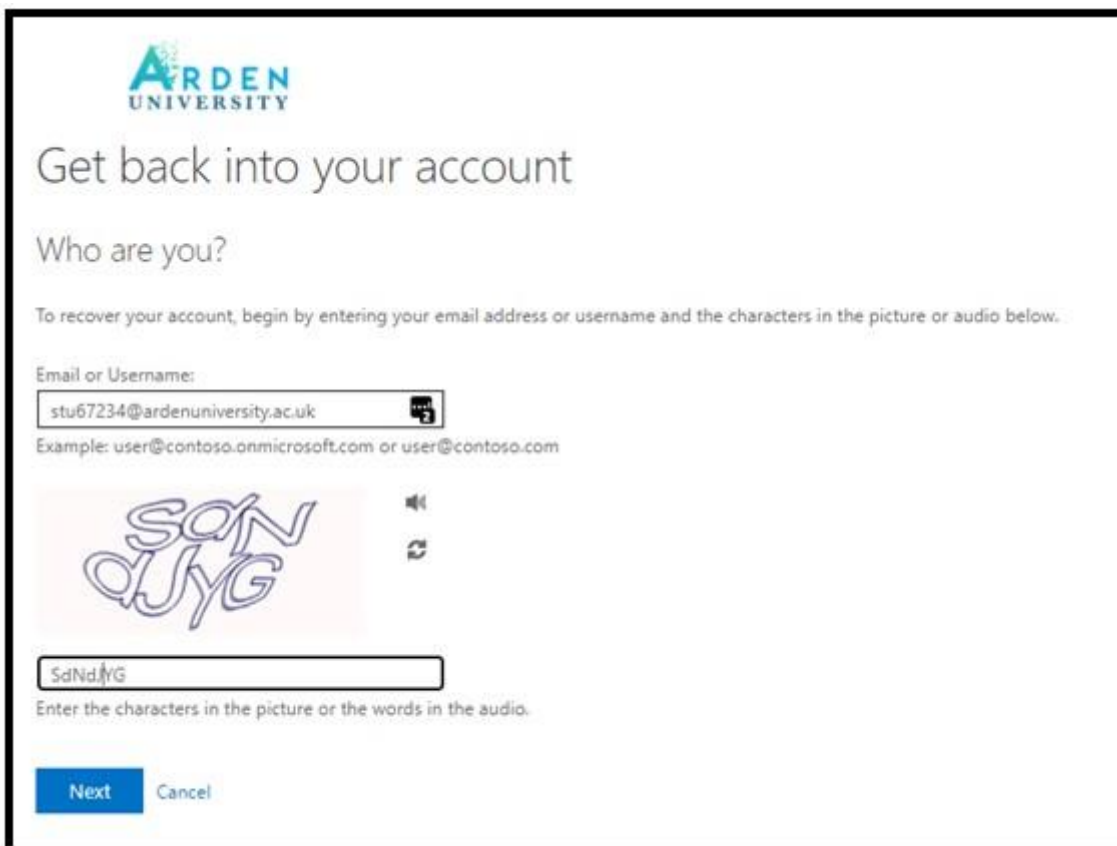 ARDEN
UNIVERSITY
Get back into your account
Who are you?
To recover your account, begin by entering your email address or username and the characters in the picture or audio below.
Email or Username:
stu67234@ardenuniversity.ac.uk
2
Example: user@contoso.onmicrosoft.com or user@contoso.com
SdN
dJYG
SdNdJYG
Enter the characters in the picture or the words in the audio.
Next Cancel